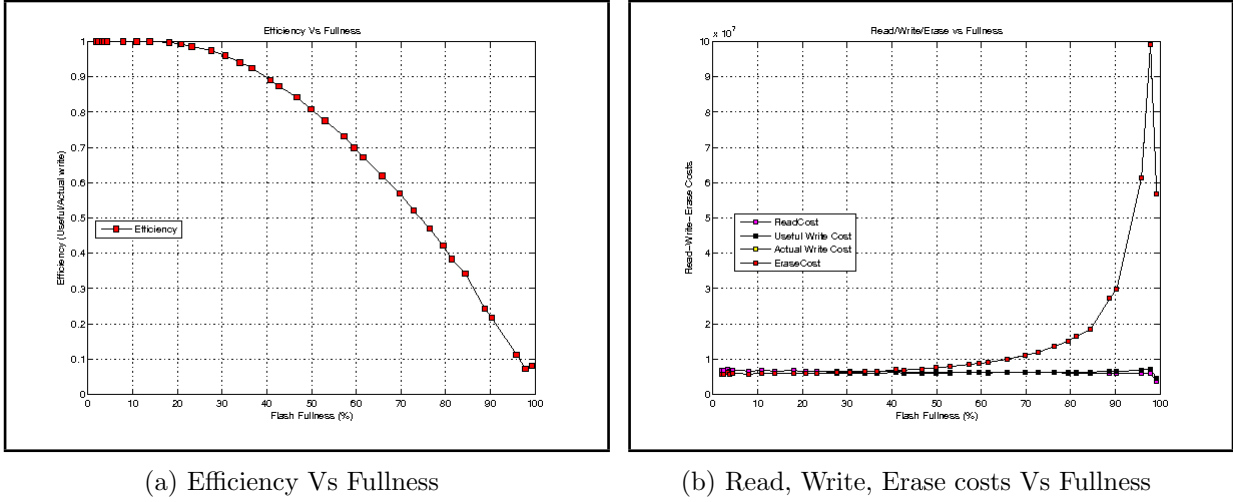 Efficiency Vs Fullness
1
0.9
0.8
0.7
0.6
0.5
0.4
0.3
0.2
0.1
0
Efficiency (Useful/Actual write)
Efficiency
0 10 20 30 40 50 60 70 80 90 100
Flash Fullness (%)
(a) Efficiency Vs Fullness
Read/Write/Erase vs Fullness
x 10^7
10
9
8
7
6
5
4
3
2
1
0
Read-Write-Erase Costs
ReadCost
Useful Write Cost
Actual Write Cost
EraseCost
0 10 20 30 40 50 60 70 80 90 100
Flash Fullness (%)
(b) Read, Write, Erase costs Vs Fullness